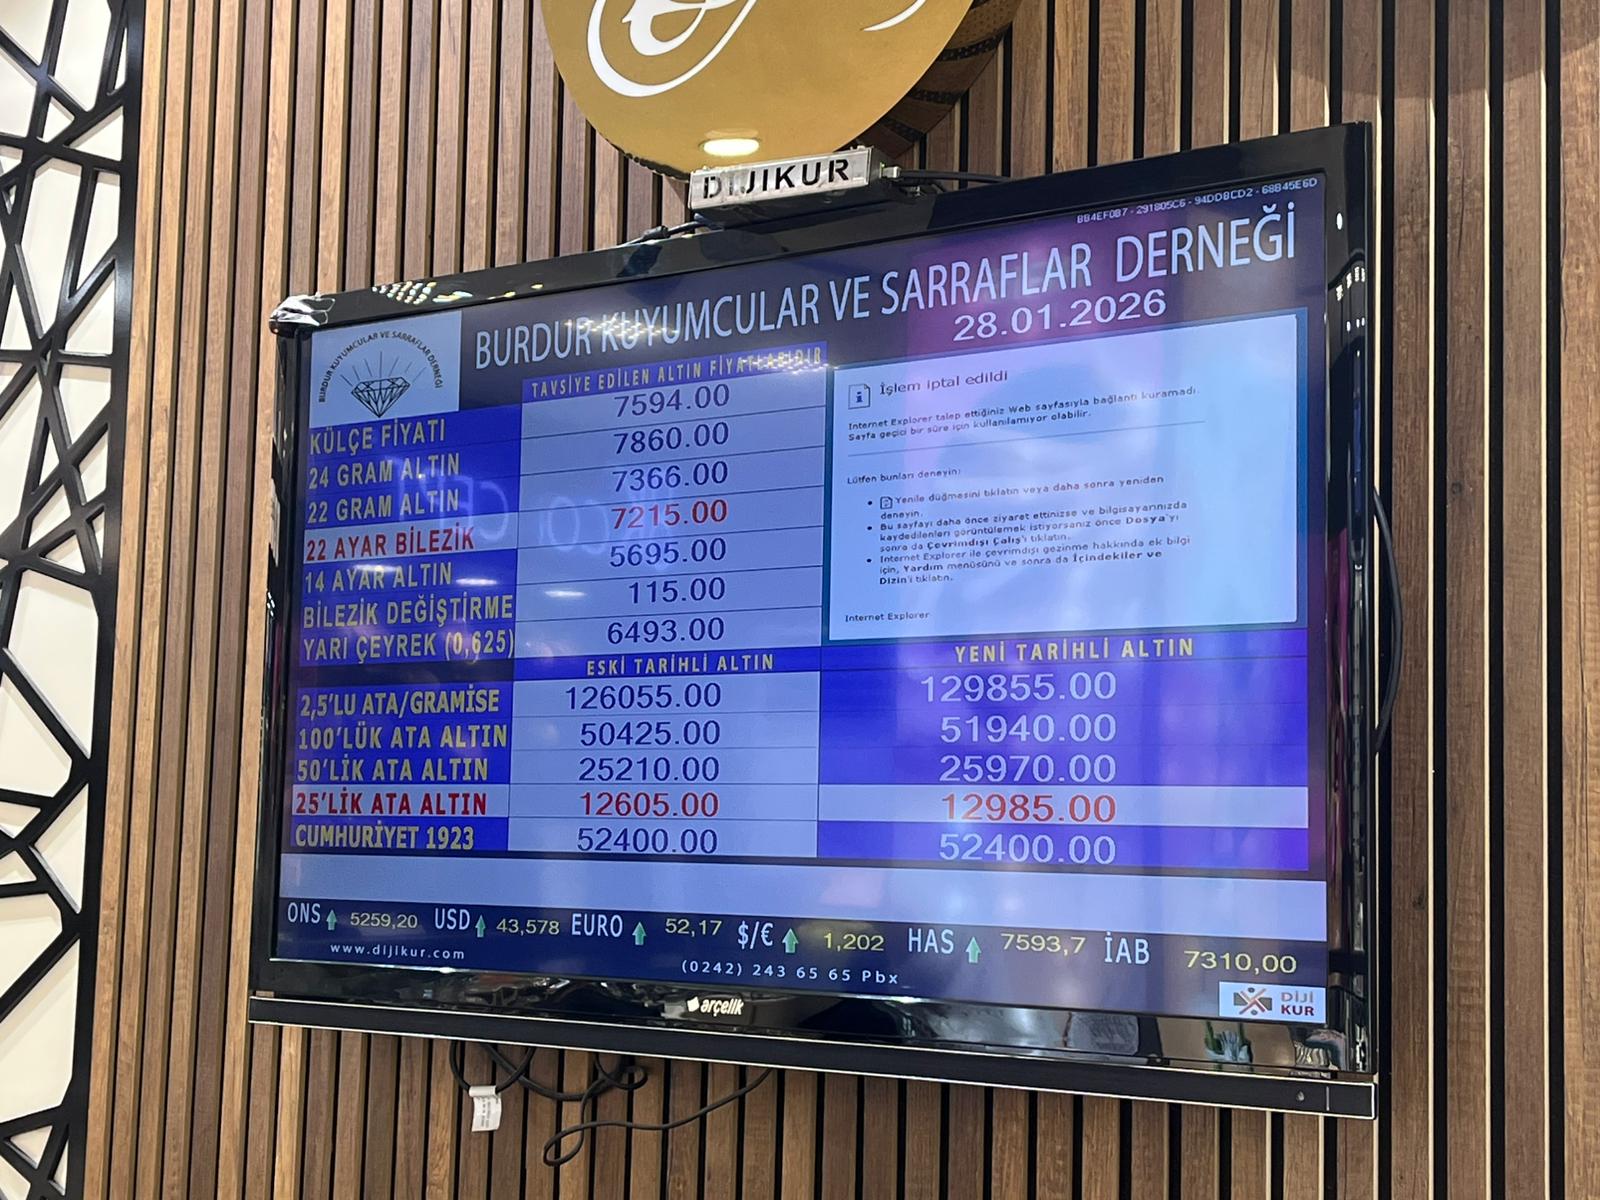 DIJIKUR
BB4EF0B7 - 291805C6 - 94DDBCD2 - 68B45E6D
BURDUR KUYUMCULAR VE SARRAFLAR DERNEĞİ
28.01.2026
BURDUR KUYUMCULAR VE SARRAFLAR DERNEĞİ
TAVSİYE EDİLEN ALTIN FİYATLARIDIR
KÜLÇE FİYATI 7594.00
24 GRAM ALTIN 7860.00
22 GRAM ALTIN 7366.00
22 AYAR BİLEZİK 7215.00
14 AYAR ALTIN 5695.00
BİLEZİK DEĞİŞTİRME 115.00
YARI ÇEYREK (0,625) 6493.00
İşlem iptal edildi
Internet Explorer talep ettiğiniz Web sayfasıyla bağlantı kuramadı.
Sayfa geçici bir süre için kullanılamıyor olabilir.
Lütfen bunları deneyin:
Yenile düğmesini tıklatın veya daha sonra yeniden
deneyin.
Bu sayfayı daha önce ziyaret ettinizse ve bilgisayarınızda
kaydedilenleri görüntülemek istiyorsanız önce Dosya'yı
sonra da Çevrimdışı Çalış'ı tıklatın.
Internet Explorer ile çevrimdışı gezinme hakkında ek bilgi
için, Yardım menüsünü ve sonra da İçindekiler ve
Dizin'i tıklatın.
Internet Explorer
ESKİ TARİHLİ ALTIN YENİ TARİHLİ ALTIN
2,5'LU ATA/GRAMİSE 126055.00 129855.00
100'LÜK ATA ALTIN 50425.00 51940.00
50'LİK ATA ALTIN 25210.00 25970.00
25'LİK ATA ALTIN 12605.00 12985.00
CUMHURİYET 1923 52400.00 52400.00
ONS 5259,20 USD 43,578 EURO 52,17 $/€ 1,202 HAS 7593,7 İAB 7310,00
www.dijikur.com (0242) 243 65 65 Pbx
DİJİ
KUR
arçelik